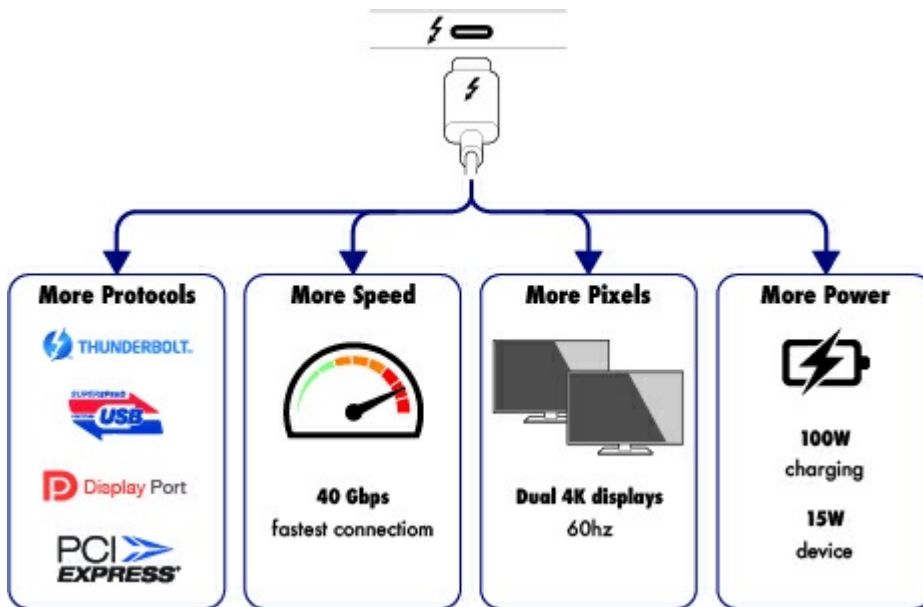 More Protocols
THUNDERBOLT™
SUPERSPEED
USB
Display Port
PCI
EXPRESS®
More Speed
40 Gbps
fastest connectiom
More Pixels
Dual 4K displays
60hz
More Power
100W
charging
15W
device